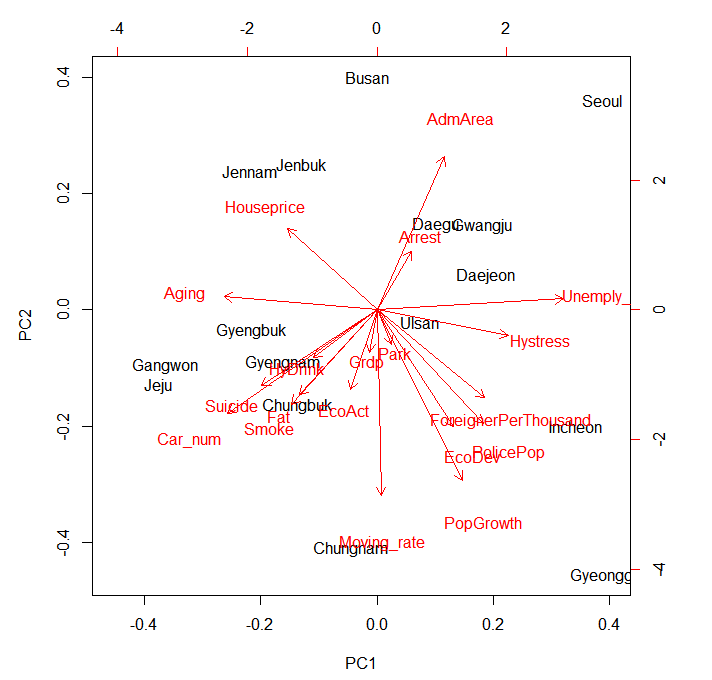 -4 -2 0 2
Busan
Seoul
AdmArea
Jenbuk
Jennam
Houseprice
Daegu
Gwangju
Arrest
Daejeon
Aging
Unemply_
Ulsan
Gyengbuk
Hystress
Park
Gyengnam
Grdp
Gangwon
HyDrink
Jeju
Suicide
Chungbuk
EcoAct
Fat
ForeignerPerThousand
Smoke
Incheon
Car_num
PolicePop
EcoDev
PopGrowth
Moving_rate
Chungnam
Gyeongg
0.4
0.2
0.0
-0.2
-0.4
PC2
2
0
-2
-4
-0.4 -0.2 0.0 0.2 0.4
PC1